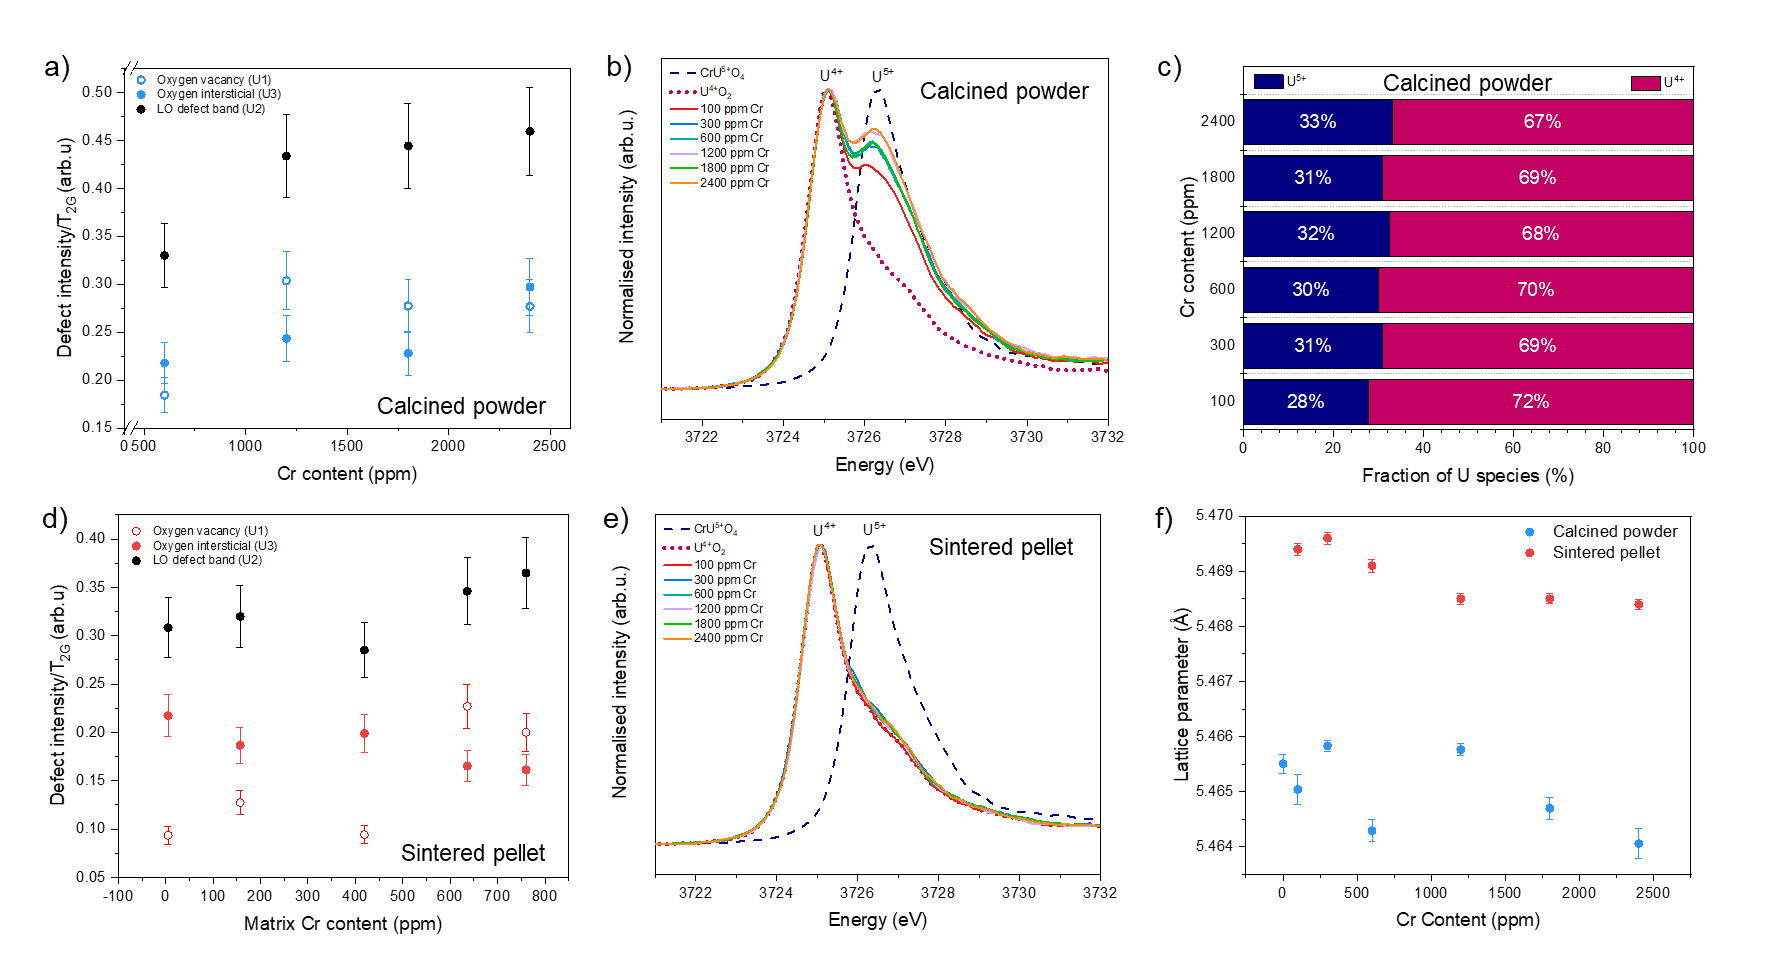 a)
Oxygen vacancy (U1)
Oxygen intersticial (U3)
LO defect band (U2)
0.50
0.45
0.40
0.35
0.30
0.25
0.20
0.15
Defect intensity/T2G (arb.u)
Calcined powder
500 1000 1500 2000 2500
Cr content (ppm)
b)
CrU5+O4
U4+O2
100 ppm Cr
300 ppm Cr
600 ppm Cr
1200 ppm Cr
1800 ppm Cr
2400 ppm Cr
U4+ U5+
Calcined powder
Normalised intensity (arb.u.)
3722 3724 3726 3728 3730 3732
Energy (eV)
c)
U5+ Calcined powder U4+
2400 33% 67%
1800 31% 69%
1200 32% 68%
600 30% 70%
300 31% 69%
100 28% 72%
Cr content (ppm)
0 20 40 60 80 100
Fraction of U species (%)
d)
Oxygen vacancy (U1)
Oxygen intersticial (U3)
LO defect band (U2)
0.40
0.35
0.30
0.25
0.20
0.15
0.10
0.05
Defect intensity/T2G (arb.u)
Sintered pellet
-100 0 100 200 300 400 500 600 700 800
Matrix Cr content (ppm)
e)
CrU5+O4
U4+O2
100 ppm Cr
300 ppm Cr
600 ppm Cr
1200 ppm Cr
1800 ppm Cr
2400 ppm Cr
U4+ U5+
Sintered pellet
Normalised intensity (arb.u.)
3722 3724 3726 3728 3730 3732
Energy (eV)
f)
Calcined powder
Sintered pellet
5.470
5.469
5.468
5.467
5.466
5.465
5.464
Lattice parameter (Å)
0 500 1000 1500 2000 2500
Cr Content (ppm)